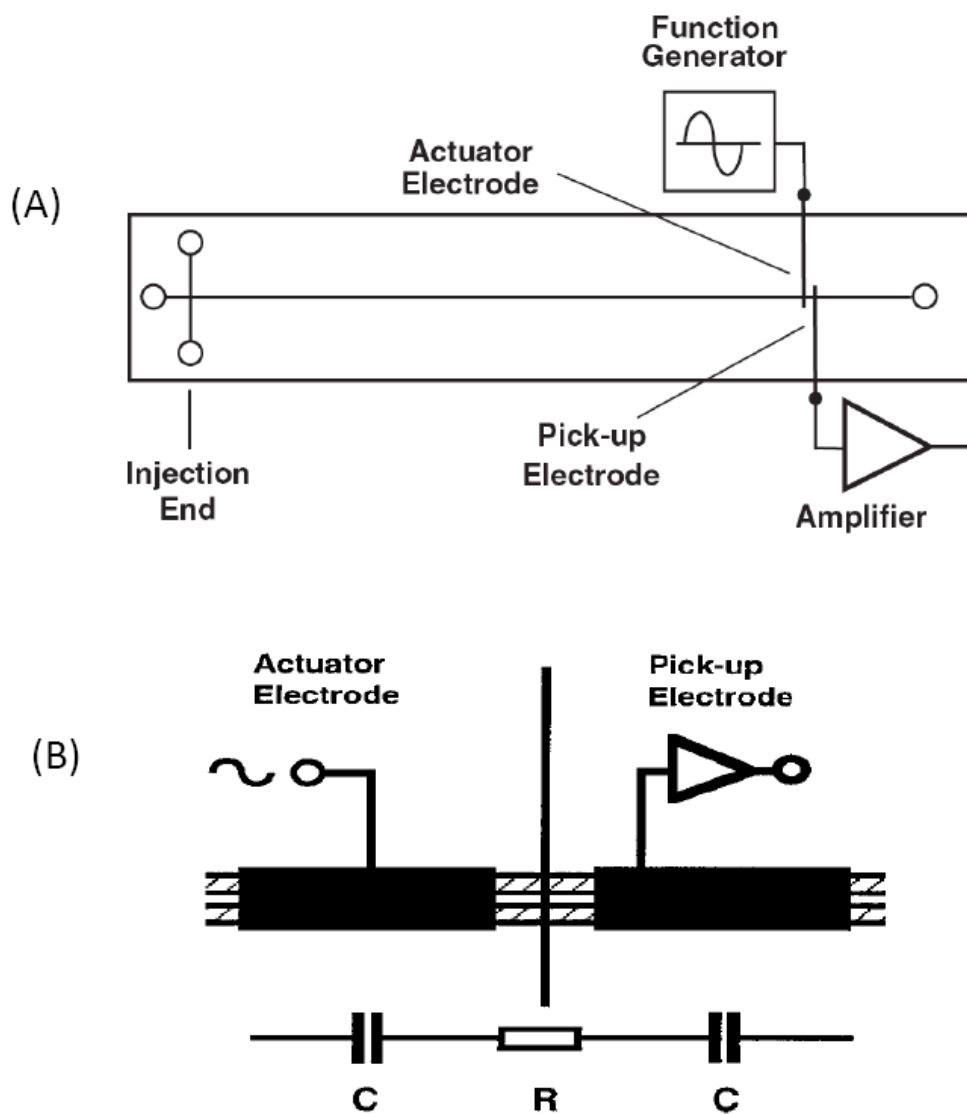 Function
Generator
Actuator
Electrode
(A)
Pick-up
Electrode
Injection
End
Amplifier
Actuator
Electrode
Pick-up
Electrode
(B)
C
R
C